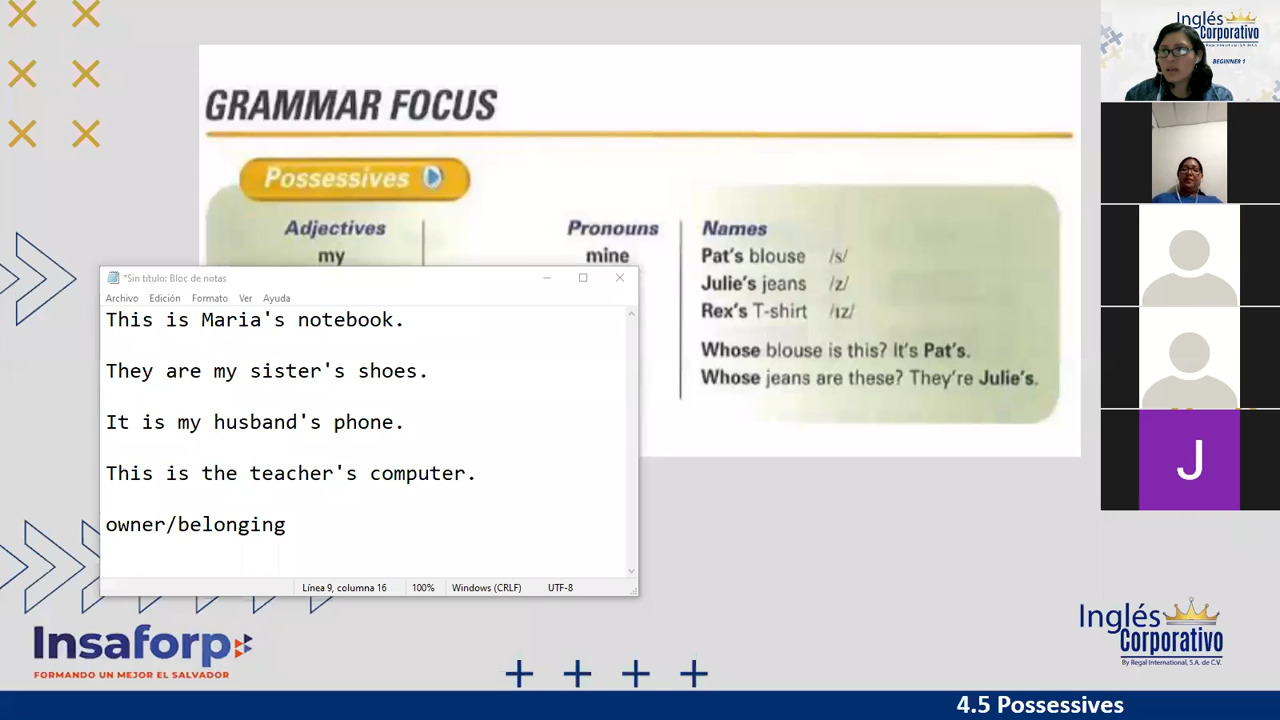 GRAMMAR FOCUS
Possessives
Adjectives
my
Pronouns
mine
Names
Pat's blouse /s/
Julie's jeans /z/
Rex's T-shirt /ɪz/
Whose blouse is this? It's Pat's.
Whose jeans are these? They're Julie's.
*Sin título: Bloc de notas
Archivo Edición Formato Ver Ayuda
This is Maria's notebook.
They are my sister's shoes.
It is my husband's phone.
This is the teacher's computer.
owner/belonging
Línea 9, columna 16 100% Windows (CRLF) UTF-8
Inglés
Corporativo
By Regal International, S.A. de C.V.
BEGINNER 1
J
Insaforp
FORMANDO UN MEJOR EL SALVADOR
Inglés
Corporativo
By Regal International, S.A. de C.V.
4.5 Possessives